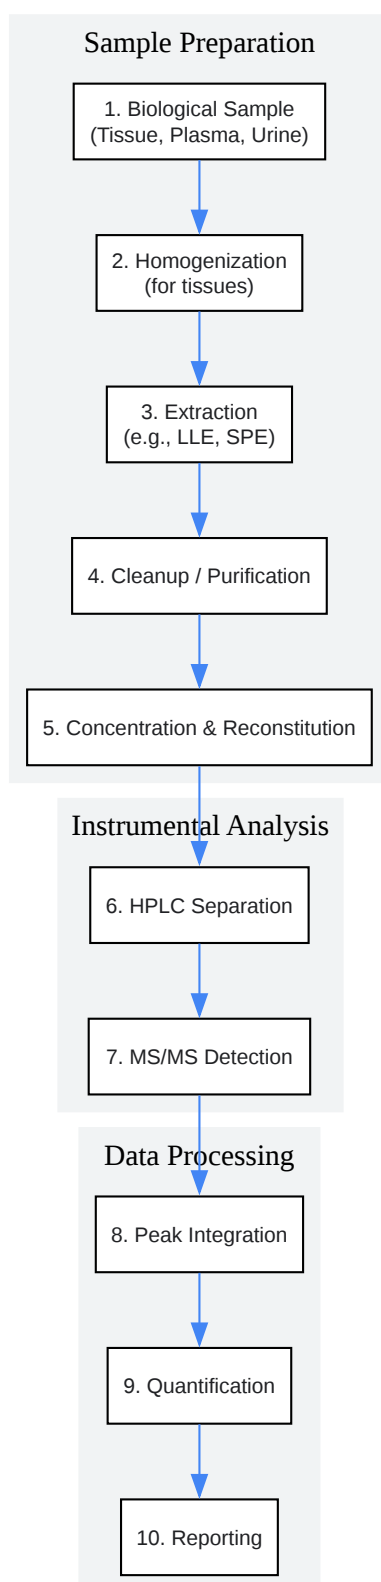 Sample Preparation
1. Biological Sample
(Tissue, Plasma, Urine)
2. Homogenization
(for tissues)
3. Extraction
(e.g., LLE, SPE)
4. Cleanup / Purification
5. Concentration & Reconstitution
Instrumental Analysis
6. HPLC Separation
7. MS/MS Detection
Data Processing
8. Peak Integration
9. Quantification
10. Reporting